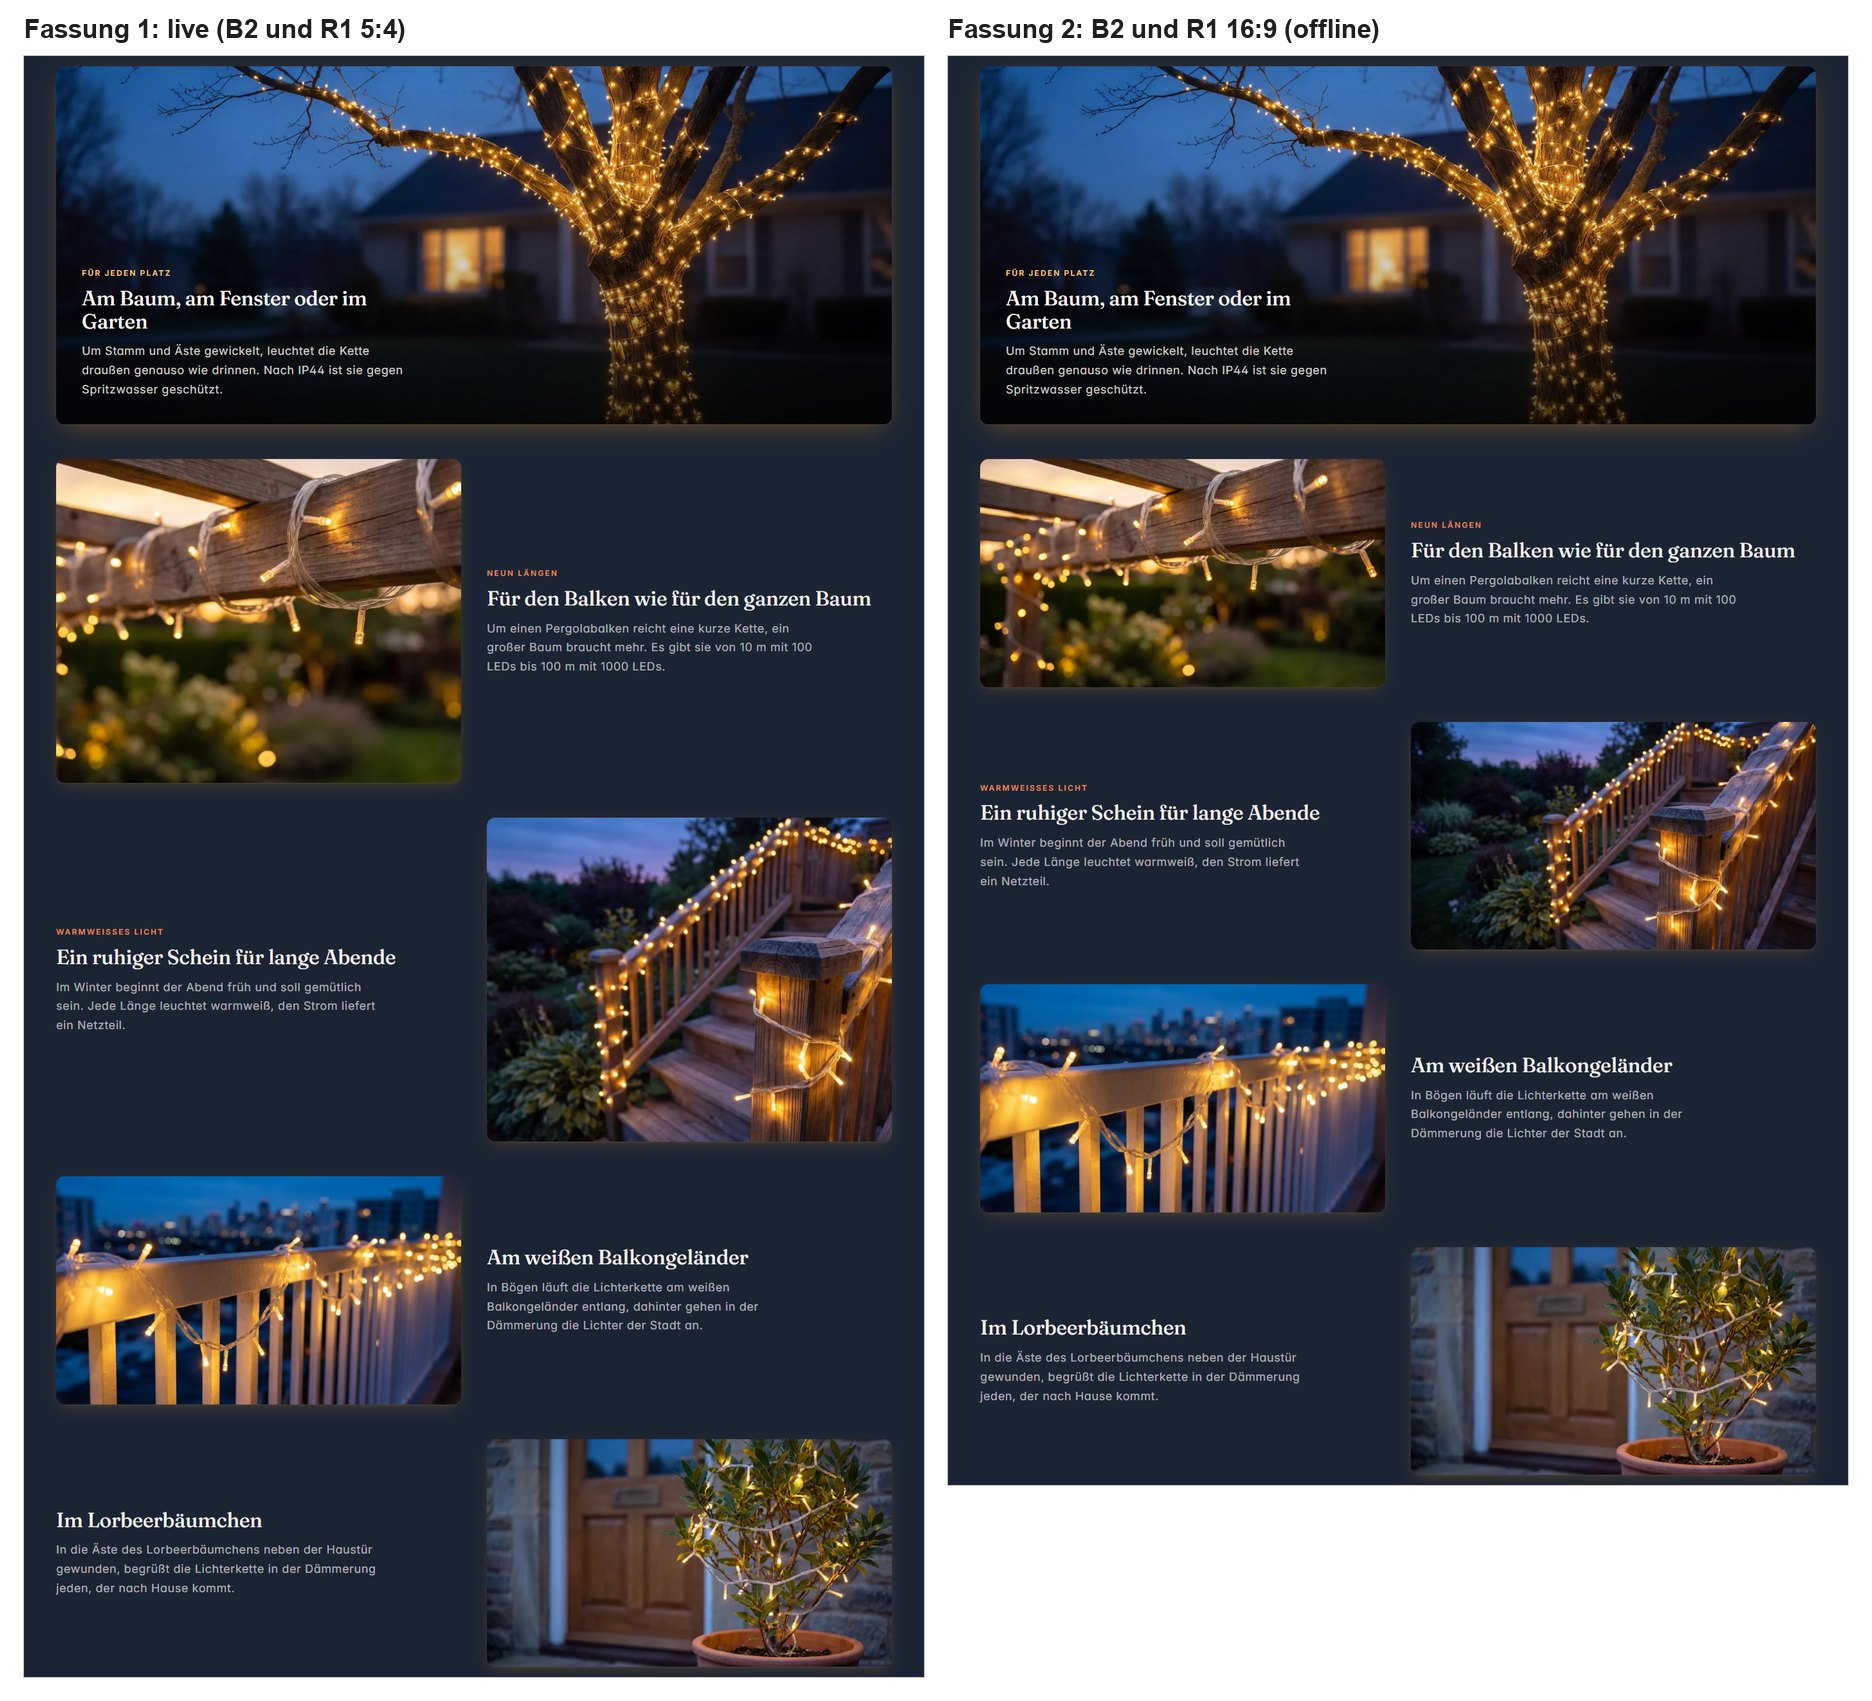 Fassung 1: live (B2 und R1 5:4)
FÜR JEDEN PLATZ
Am Baum, am Fenster oder im
Garten
Um Stamm und Äste gewickelt, leuchtet die Kette
draußen genauso wie drinnen. Nach IP44 ist sie gegen
Spritzwasser geschützt.
NEUN LÄNGEN
Für den Balken wie für den ganzen Baum
Um einen Pergolabalken reicht eine kurze Kette, ein
großer Baum braucht mehr. Es gibt sie von 10 m mit 100
LEDs bis 100 m mit 1000 LEDs.
WARMWEISSES LICHT
Ein ruhiger Schein für lange Abende
Im Winter beginnt der Abend früh und soll gemütlich
sein. Jede Länge leuchtet warmweiß, den Strom liefert
ein Netzteil.
Am weißen Balkongeländer
In Bögen läuft die Lichterkette am weißen
Balkongeländer entlang, dahinter gehen in der
Dämmerung die Lichter der Stadt an.
Im Lorbeerbäumchen
In die Äste des Lorbeerbäumchens neben der Haustür
gewunden, begrüßt die Lichterkette in der Dämmerung
jeden, der nach Hause kommt.
Fassung 2: B2 und R1 16:9 (offline)
FÜR JEDEN PLATZ
Am Baum, am Fenster oder im
Garten
Um Stamm und Äste gewickelt, leuchtet die Kette
draußen genauso wie drinnen. Nach IP44 ist sie gegen
Spritzwasser geschützt.
NEUN LÄNGEN
Für den Balken wie für den ganzen Baum
Um einen Pergolabalken reicht eine kurze Kette, ein
großer Baum braucht mehr. Es gibt sie von 10 m mit 100
LEDs bis 100 m mit 1000 LEDs.
WARMWEISSES LICHT
Ein ruhiger Schein für lange Abende
Im Winter beginnt der Abend früh und soll gemütlich
sein. Jede Länge leuchtet warmweiß, den Strom liefert
ein Netzteil.
Am weißen Balkongeländer
In Bögen läuft die Lichterkette am weißen
Balkongeländer entlang, dahinter gehen in der
Dämmerung die Lichter der Stadt an.
Im Lorbeerbäumchen
In die Äste des Lorbeerbäumchens neben der Haustür
gewunden, begrüßt die Lichterkette in der Dämmerung
jeden, der nach Hause kommt.